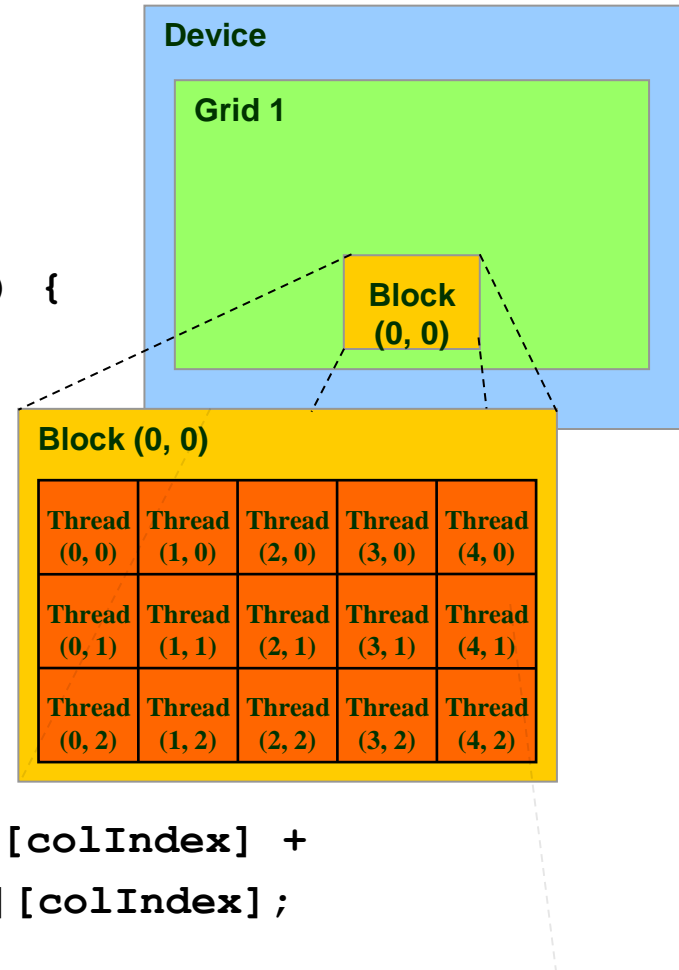 Device
Grid 1
) {
Block
(0, 0)
Block (0, 0)
Thread Thread Thread Thread Thread
(0, 0) (1, 0) (2, 0) (3, 0) (4, 0)
Thread Thread Thread Thread Thread
(0, 1) (1, 1) (2, 1) (3, 1) (4, 1)
Thread Thread Thread Thread Thread
(0, 2) (1, 2) (2, 2) (3, 2) (4, 2)
[colIndex] +
][colIndex];